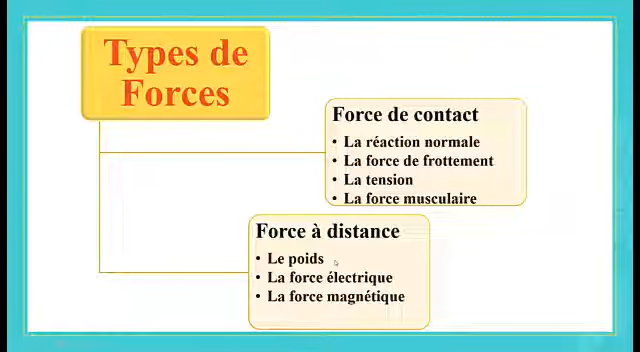 Types de
Forces
Force de contact
• La réaction normale
• La force de frottement
• La tension
• La force musculaire
Force à distance
• Le poids
• La force électrique
• La force magnétique